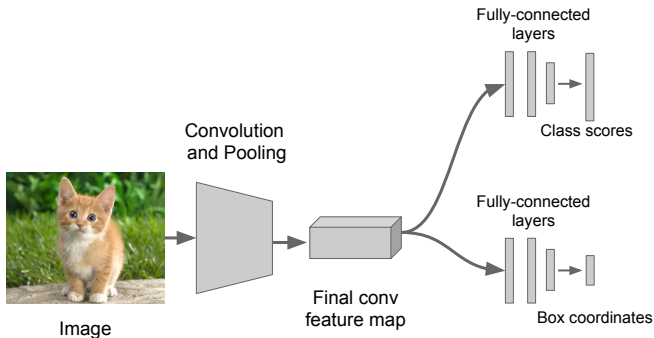 Fully-connected
layers
Class scores
Convolution
and Pooling
Fully-connected
layers
Final conv
feature map
Box coordinates
Image